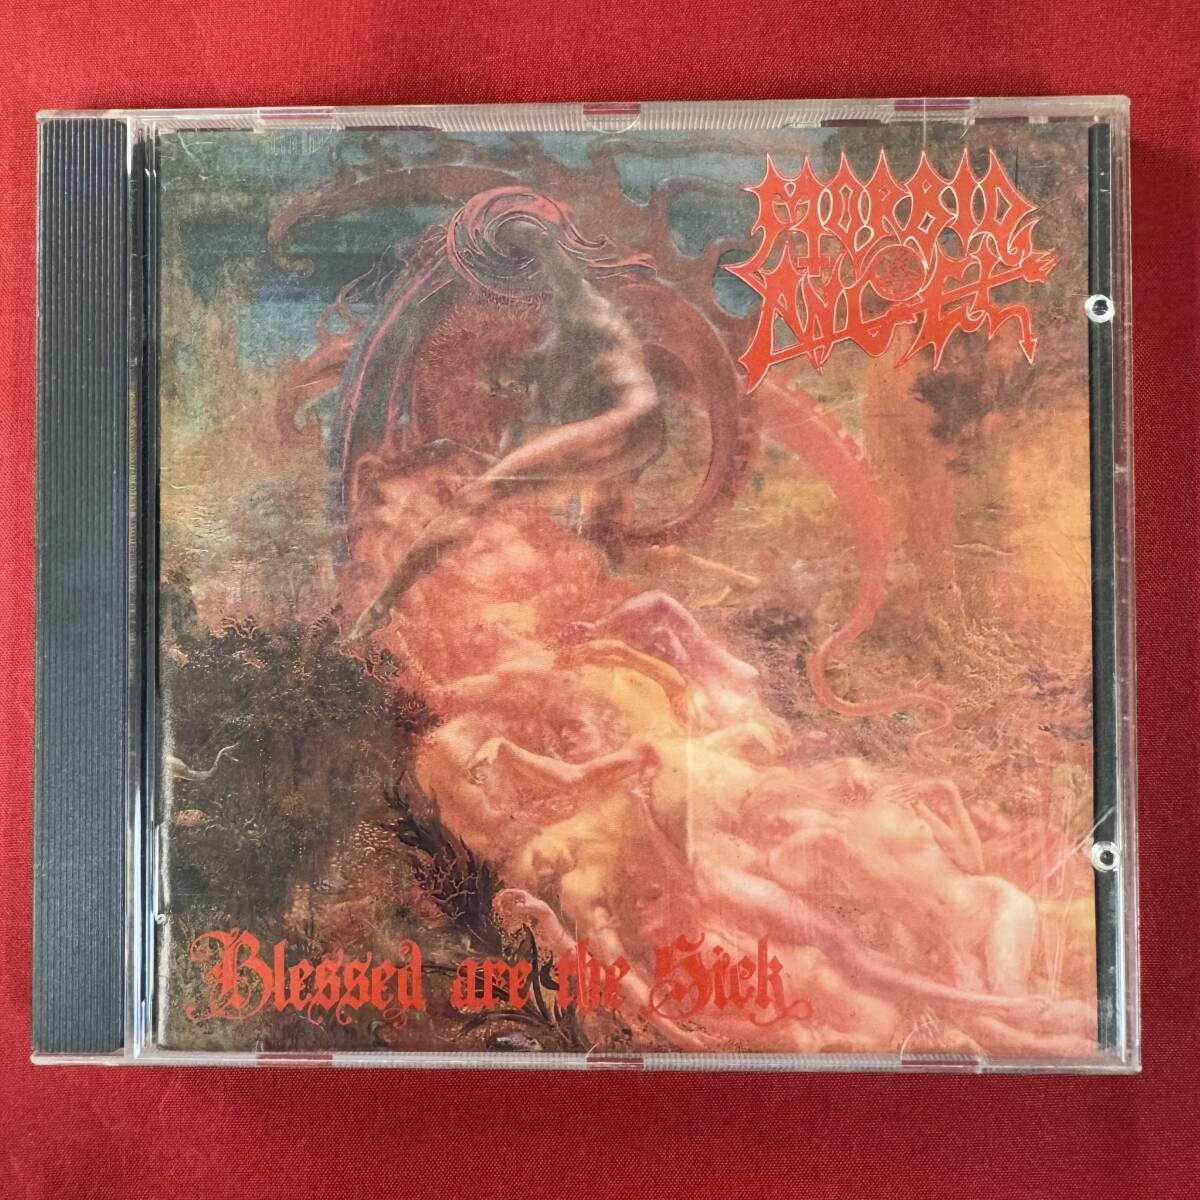 MORBID
ANGEL
Blessed are the Sick